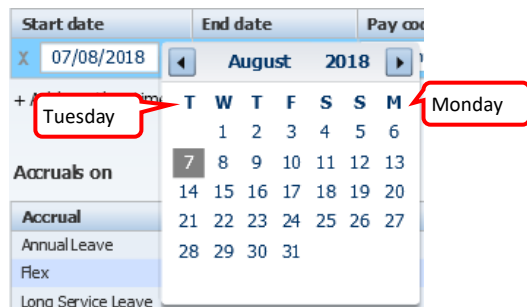 Start date End date Pay co
X 07/08/2018 August 2018
+ A
Tuesday T W T F S S M Monday
1 2 3 4 5 6
7 8 9 10 11 12 13
Accruals on
14 15 16 17 18 19 20
Accrual 21 22 23 24 25 26 27
Annual Leave 28 29 30 31
Flex
Long Service Leave